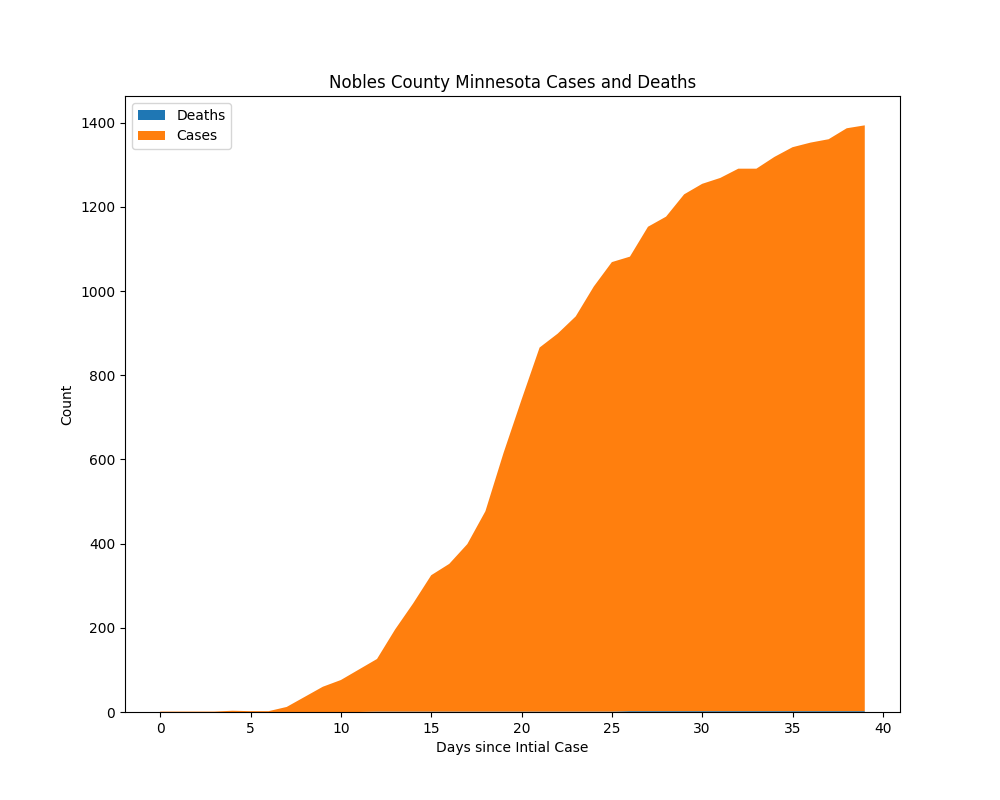 Nobles County Minnesota Cases and Deaths
Deaths
Cases
1400
1200
1000
800
600
400
200
0
Count
0 5 10 15 20 25 30 35 40
Days since Intial Case